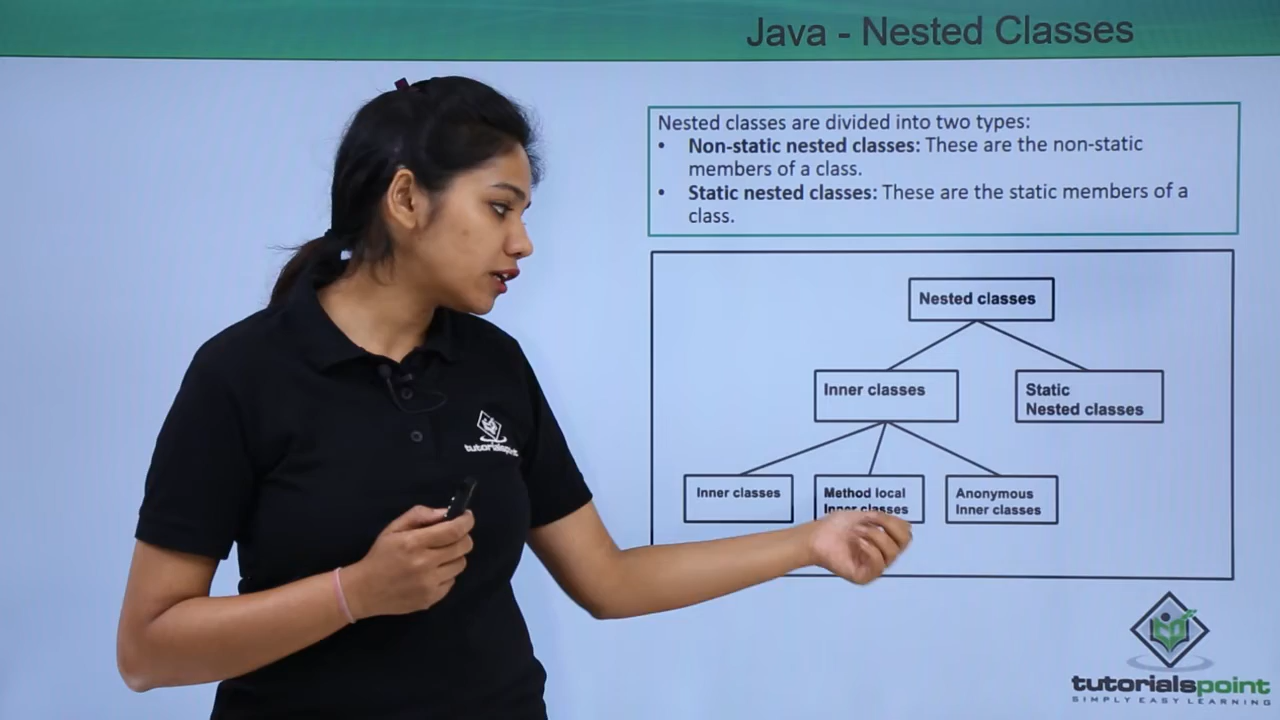 Java - Nested Classes
Nested classes are divided into two types:
• Non-static nested classes: These are the non-static
members of a class.
• Static nested classes: These are the static members of a
class.
Nested classes
Inner classes
Static
Nested classes
Inner classes
Method local
Inner classes
Anonymous
Inner classes
tutorialspoint
tutorialspoint
SIMPLY EASY LEARNING